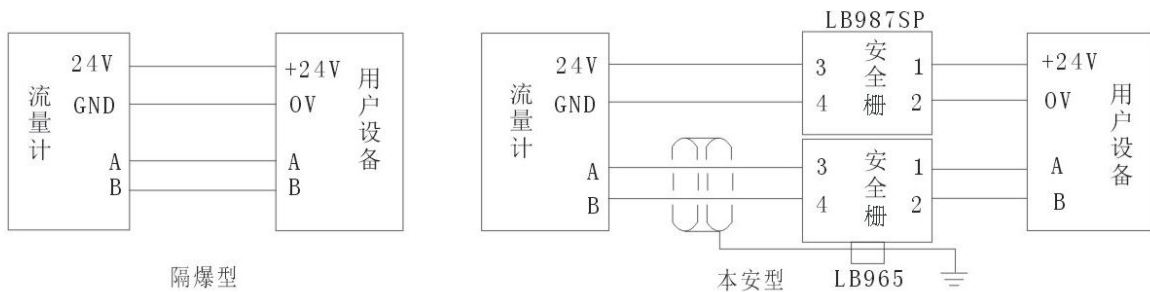 24V
GND
A
B
流量计
+24V
0V
A
B
用户设备
隔爆型
LB987SP
24V
GND
A
B
流量计
3
4
安全栅
1
2
3
4
安全栅
1
2
+24V
0V
A
B
用户设备
本安型
LB965